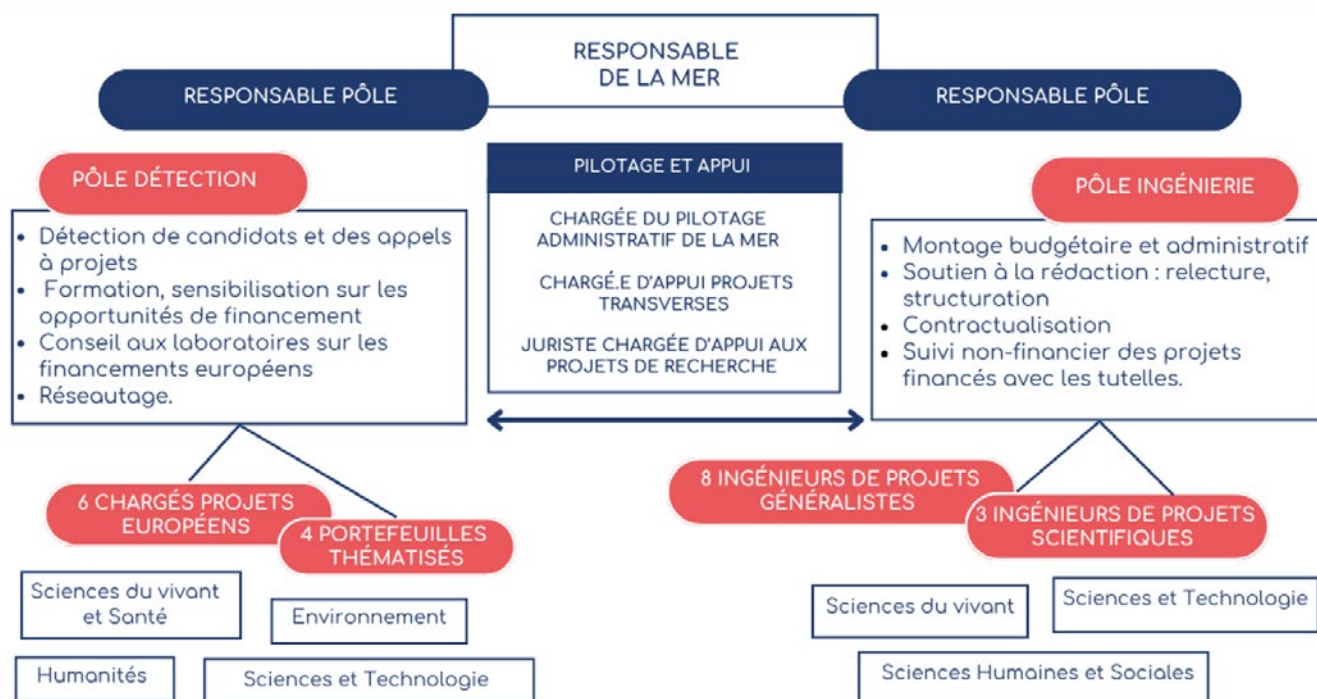 RESPONSABLE
DE LA MER
RESPONSABLE PÔLE
RESPONSABLE PÔLE
PÔLE DÉTECTION
• Détection de candidats et des appels
à projets
• Formation, sensibilisation sur les
opportunités de financement
• Conseil aux laboratoires sur les
financements européens
• Réseautage.
PILOTAGE ET APPUI
CHARGÉE DU PILOTAGE
ADMINISTRATIF DE LA MER
CHARGÉ.E D'APPUI PROJETS
TRANSVERSES
JURISTE CHARGÉE D'APPUI AUX
PROJETS DE RECHERCHE
PÔLE INGÉNIERIE
• Montage budgétaire et administratif
• Soutien à la rédaction : relecture,
structuration
• Contractualisation
• Suivi non-financier des projets
financés avec les tutelles.
6 CHARGÉS PROJETS
EUROPÉENS
4 PORTEFEUILLES
THÉMATISÉS
Sciences du vivant
et Santé
Environnement
Humanités
Sciences et Technologie
8 INGÉNIEURS DE PROJETS
GÉNÉRALISTES
3 INGÉNIEURS DE PROJETS
SCIENTIFIQUES
Sciences du vivant
Sciences et Technologie
Sciences Humaines et Sociales